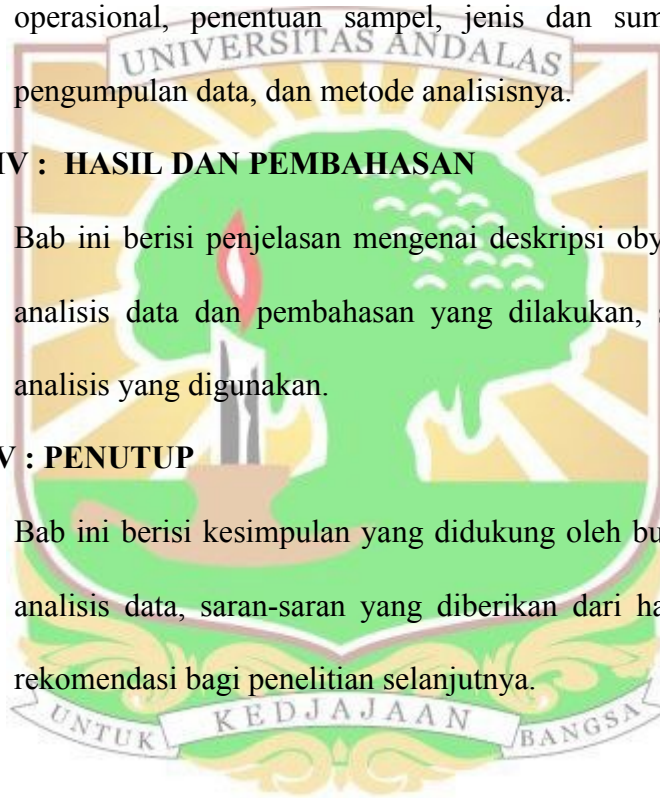 operasional, penentuan sampel, jenis dan sum
UNIVERSITAS ANDALAS
pengumpulan data, dan metode analisisnya.
IV : HASIL DAN PEMBAHASAN
Bab ini berisi penjelasan mengenai deskripsi oby
analisis data dan pembahasan yang dilakukan, s
analisis yang digunakan.
V : PENUTUP
Bab ini berisi kesimpulan yang didukung oleh bu
analisis data, saran-saran yang diberikan dari ha
rekomendasi bagi penelitian selanjutnya.
UNTUK KEDJAJAAN BANGSA